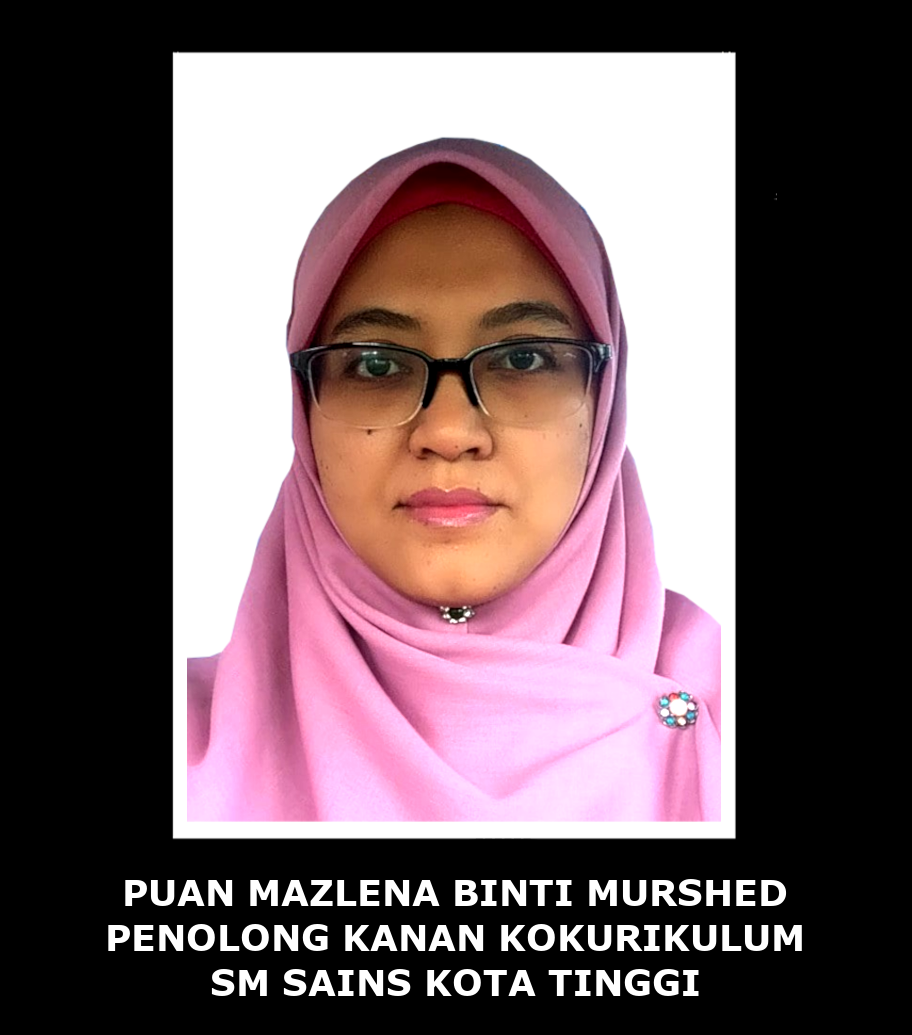 PUAN MAZLENA BINTI MURSHED
PENOLONG KANAN KOKURIKULUM
SM SAINS KOTA TINGGI